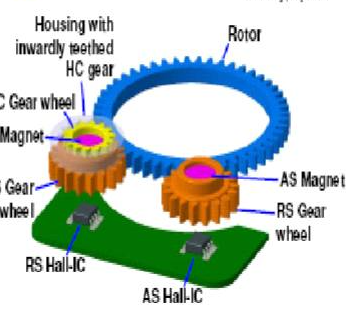 Housing with
inwardly teethed
HC gear
Rotor
C Gear wheel
Magnet
AS Magnet
Gear
wheel
RS Gear
wheel
RS Hall-IC
AS Hall-IC